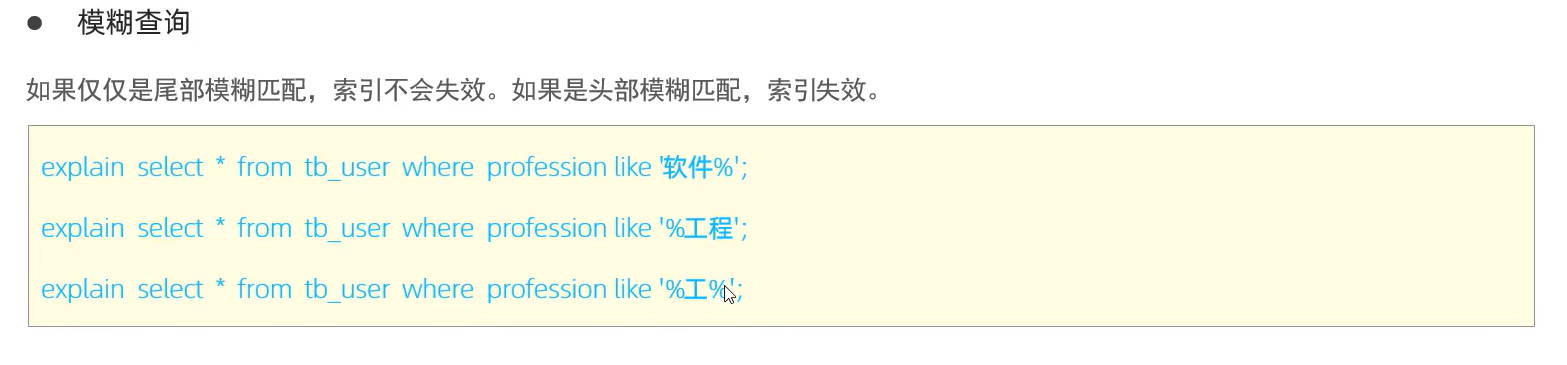 ● 模糊查询
如果仅仅是尾部模糊匹配，索引不会失效。如果是头部模糊匹配，索引失效。
explain select * from tb_user where profession like '软件%';
explain select * from tb_user where profession like '%工程';
explain select * from tb_user where profession like '%工%';